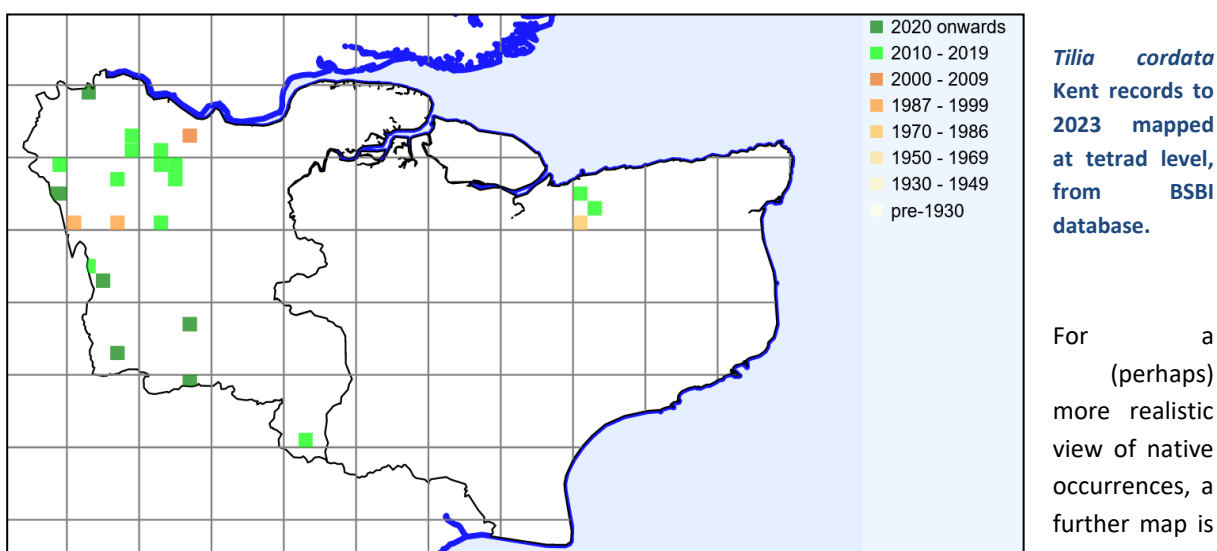 2020 onwards
2010 - 2019
2000 - 2009
1987 - 1999
1970 - 1986
1950 - 1969
1930 - 1949
pre-1930
Tilia cordata
Kent records to
2023 mapped
at tetrad level,
from BSBI
database.
For a
(perhaps)
more realistic
view of native
occurrences, a
further map is